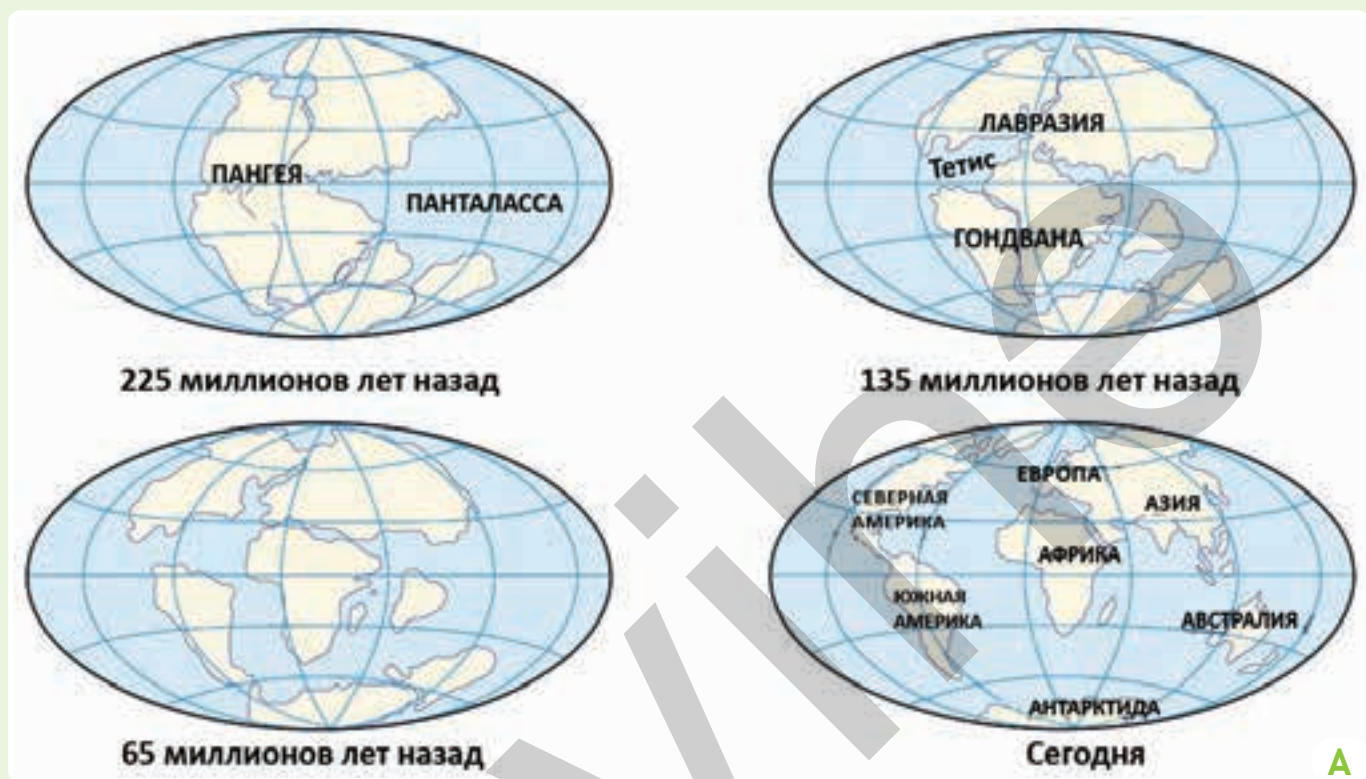 ПАНГЕЯ
ПАНТАЛАССА
225 миллионов лет назад
ЛАВРАЗИЯ
Тетис
ГОНДВАНА
135 миллионов лет назад
65 миллионов лет назад
ЕВРОПА
СЕВЕРНАЯ
АМЕРИКА
АЗИЯ
АФРИКА
ЮЖНАЯ
АМЕРИКА
АВСТРАЛИЯ
АНТАРКТИДА
Сегодня
А